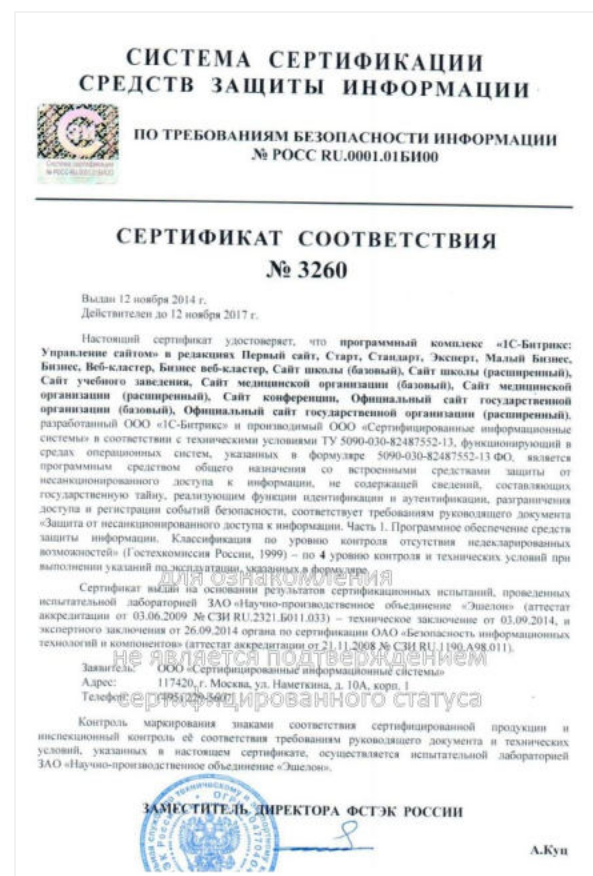 СИСТЕМА СЕРТИФИКАЦИИ
СРЕДСТВ ЗАЩИТЫ ИНФОРМАЦИИ
ПО ТРЕБОВАНИЯМ БЕЗОПАСНОСТИ ИНФОРМАЦИИ
№ РОСС RU.0001.01БИ00
СЕРТИФИКАТ СООТВЕТСТВИЯ
№ 3260
Выдан 12 ноября 2014 г.
Действителен до 12 ноября 2017 г.
Настоящий сертификат удостоверяет, что программный комплекс «1С-Битрикс:
Управление сайтом» в редакциях Первый сайт, Старт, Стандарт, Эксперт, Малый Бизнес,
Бизнес, Веб-кластер, Бизнес веб-кластер, Сайт школы (базовый), Сайт школы (расширенный),
Сайт учебного заведения, Сайт медицинской организации (базовый), Сайт медицинской
организации (расширенный), Сайт конференции, Официальный сайт государственной
организации (базовый), Официальный сайт государственной организации (расширенный),
разработанный ООО «1С-Битрикс» и производимый ООО «Сертифицированные информационные
системы» в соответствии с техническими условиями ТУ 5090-030-82487552-13, функционирующий в
средах операционных систем, указанных в формуляре 5090-030-82487552-13 ФО, является
программным средством общего назначения со встроенными средствами защиты от
несанкционированного доступа к информации, не содержащей сведений, составляющих
государственную тайну, реализующим функции идентификации и аутентификации, разграничения
доступа и регистрации событий безопасности, соответствует требованиям руководящего документа
«Защита от несанкционированного доступа к информации. Часть 1. Программное обеспечение средств
защиты информации. Классификация по уровню контроля отсутствия недекларированных
возможностей» (Гостехкомиссия России, 1999) – по 4 уровню контроля и технических условий при
выполнении указаний по эксплуатации, указанных в формуляре.
для ознакомления
Сертификат выдан на основании результатов сертификационных испытаний, проведенных
испытательной лабораторией ЗАО «Научно-производственное объединение «Эшелон» (аттестат
аккредитации от 03.06.2009 № СЗИ RU.2321.Б011.033) – техническое заключение от 03.09.2014, и
экспертного заключения от 26.09.2014 органа по сертификации ОАО «Безопасность информационных
технологий и компонентов» (аттестат аккредитации от 21.11.2008 № СЗИ RU.1190.А98.011).
не является подтверждением
Заявитель: ООО «Сертифицированные информационные системы»
Адрес: 117420, г. Москва, ул. Наметкина, д. 10А, корп. 1
Телефон:
сертифицированного статуса
Контроль маркирования знаками соответствия сертифицированной продукции и
инспекционный контроль её соответствия требованиям руководящего документа и технических
условий, указанных в настоящем сертификате, осуществляется испытательной лабораторией
ЗАО «Научно-производственное объединение «Эшелон».
ЗАМЕСТИТЕЛЬ ДИРЕКТОРА ФСТЭК РОССИИ
А.Куц